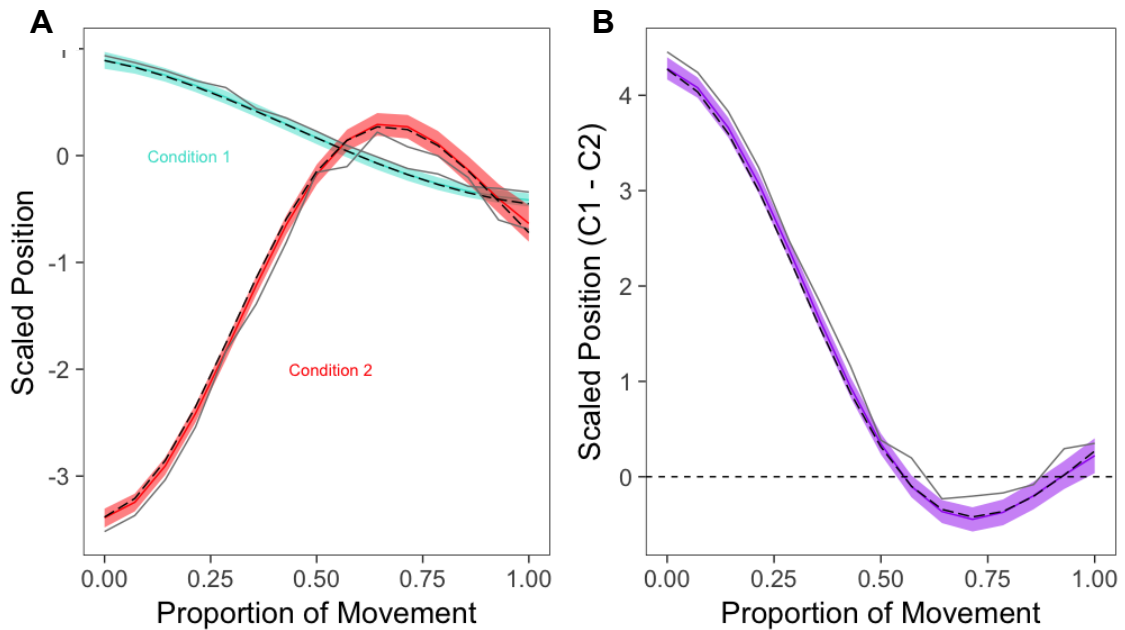 A
0
-1
-2
-3
Scaled Position
Condition 1
Condition 2
0.00 0.25 0.50 0.75 1.00
Proportion of Movement
B
4
3
2
1
0
Scaled Position (C1 - C2)
0.00 0.25 0.50 0.75 1.00
Proportion of Movement